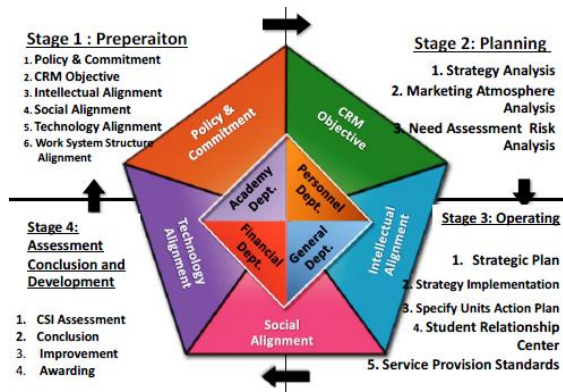 Stage 1 : Preperaiton
1. Policy & Commitment
2. CRM Objective
3. Intellectual Alignment
4. Social Alignment
5. Technology Alignment
6. Work System Structure
Alignment
Stage 2: Planning
1. Strategy Analysis
2. Marketing Atmosphere
Analysis
3. Need Assessment Risk
Analysis
Policy &
Commitment
CRM
Objective
Academy
Dept.
Personnel
Dept.
Technology
Alignment
Financial
Dept.
General
Dept.
Intellectual
Alignment
Social
Alignment
Stage 4:
Assessment
Conclusion and
Development
1. CSI Assessment
2. Conclusion
3. Improvement
4. Awarding
Stage 3: Operating
1. Strategic Plan
2. Strategy Implementation
3. Specify Units Action Plan
4. Student Relationship
Center
5. Service Provision Standards